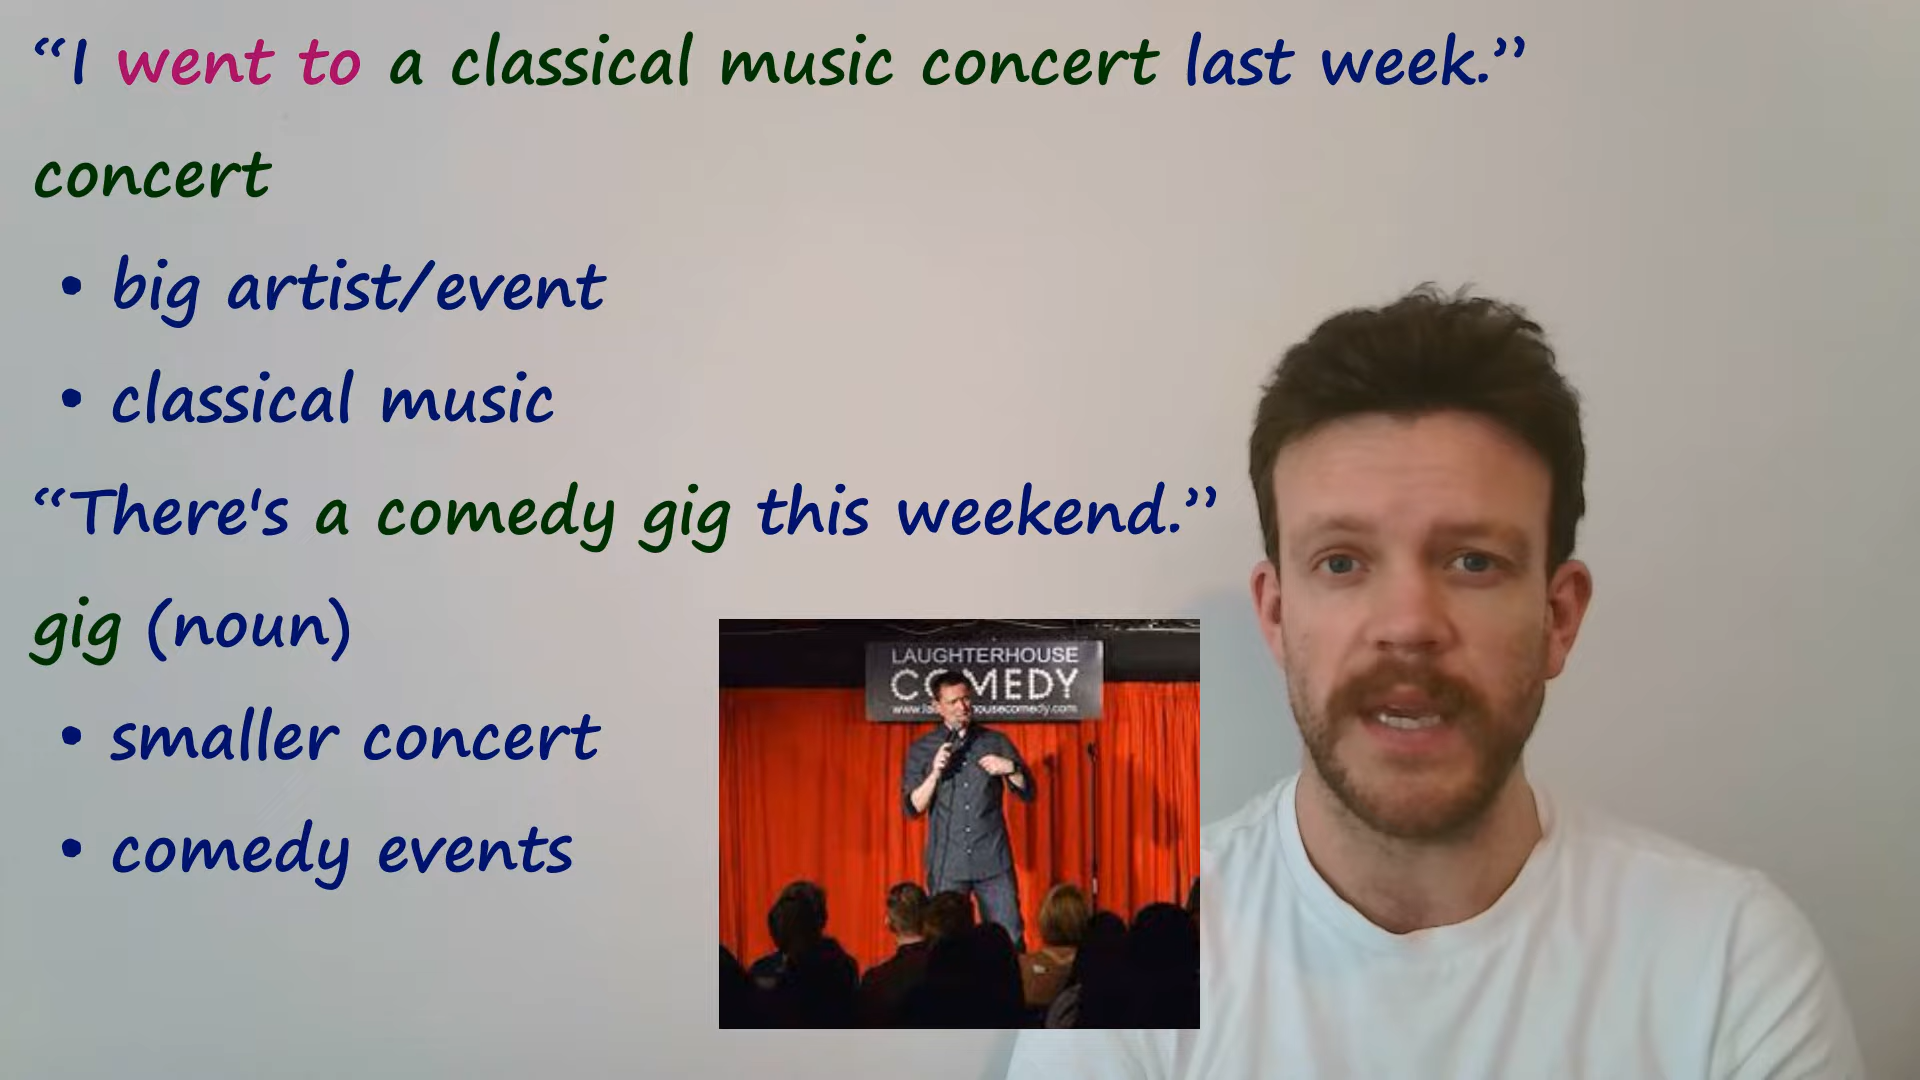 “I went to a classical music concert last week.”
concert
• big artist/event
• classical music
“There's a comedy gig this weekend.”
gig (noun)
• smaller concert
• comedy events
LAUGHTERHOUSE
COMEDY